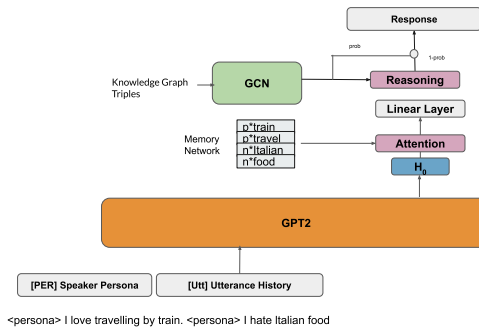 Response
prob
1-prob
Knowledge Graph
Triples
GCN
Reasoning
Linear Layer
Memory
Network
p*train
p*travel
n*Italian
n*food
Attention
H0
GPT2
[PER] Speaker Persona
[Utt] Utterance History
<persona> I love travelling by train. <persona> I hate Italian food